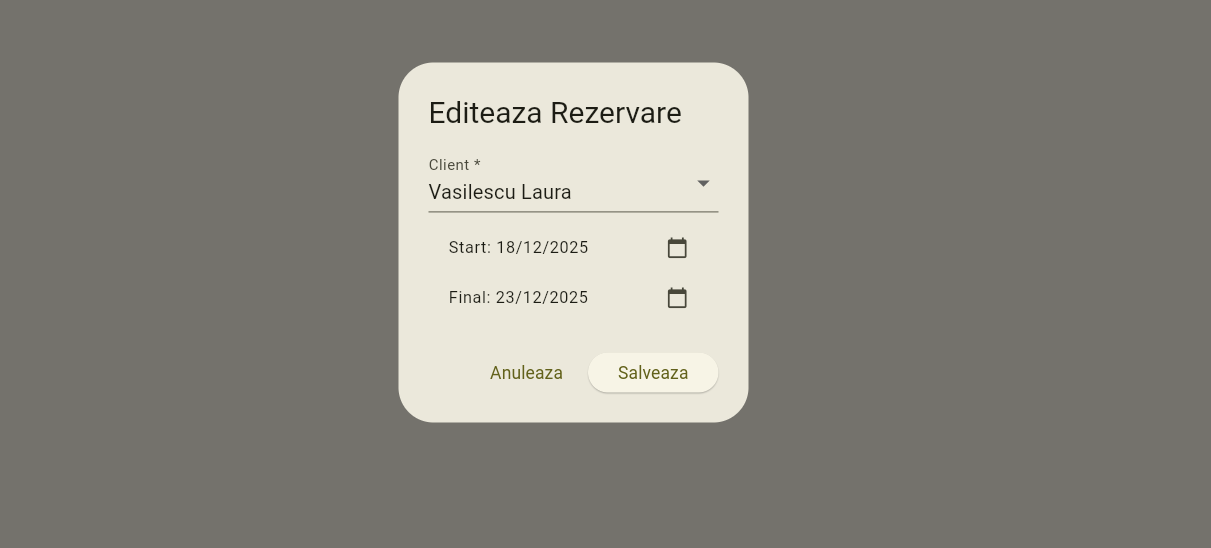 Editeaza Rezervare
Client *
Vasilescu Laura
Start: 18/12/2025
Final: 23/12/2025
Anuleaza Salveaza